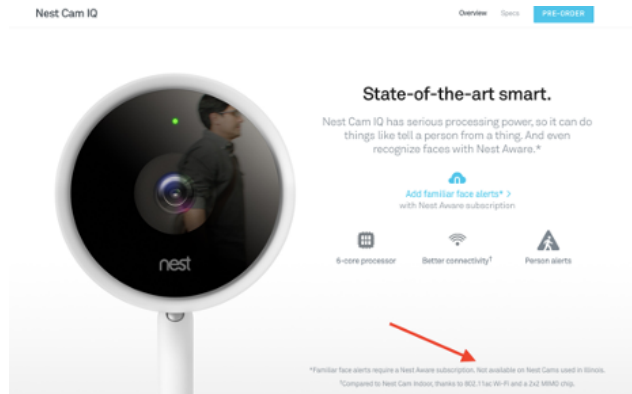 Nest Cam IQ
Overview Specs PRE-ORDER
State-of-the-art smart.
Nest Cam IQ has serious processing power, so it can do
things like tell a person from a thing. And even
recognize faces with Nest Aware.*
Add familiar face alerts* >
with Nest Aware subscription
nest
6-core processor Better connectivity† Person alerts
*Familiar face alerts require a Nest Aware subscription. Not available on Nest Cams used in Illinois.
†Compared to Nest Cam Indoor, thanks to 802.11ac Wi-Fi and a 2x2 MIMO chip.